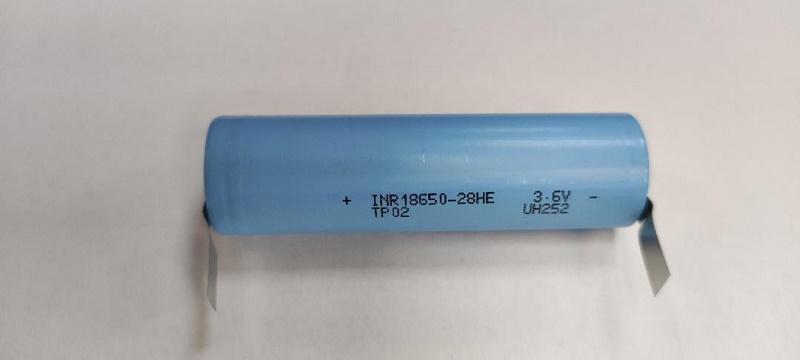 + INR18650-28HE 3.6V -
TP02 UH252